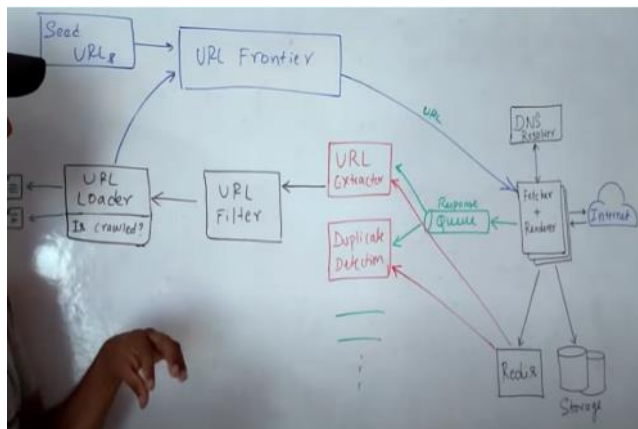 Seed
URLs
URL Frontier
URL
DNS
Resolver
URL
Loader
Is crawled?
URL
Filter
URL
Extractor
Response
Queue
Fetcher
+
Renderer
Internet
Duplicate
Detection
Redis
Storage